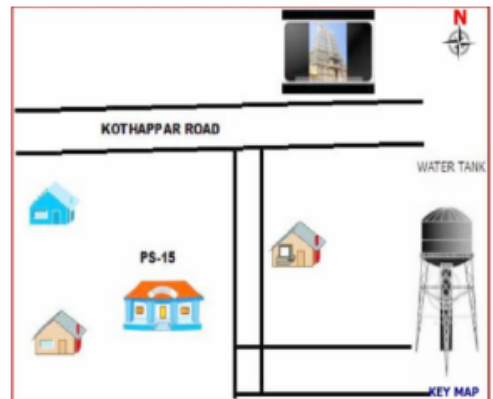 N
KOTHAPPAR ROAD
WATER TANK
PS-15
KEY MAP